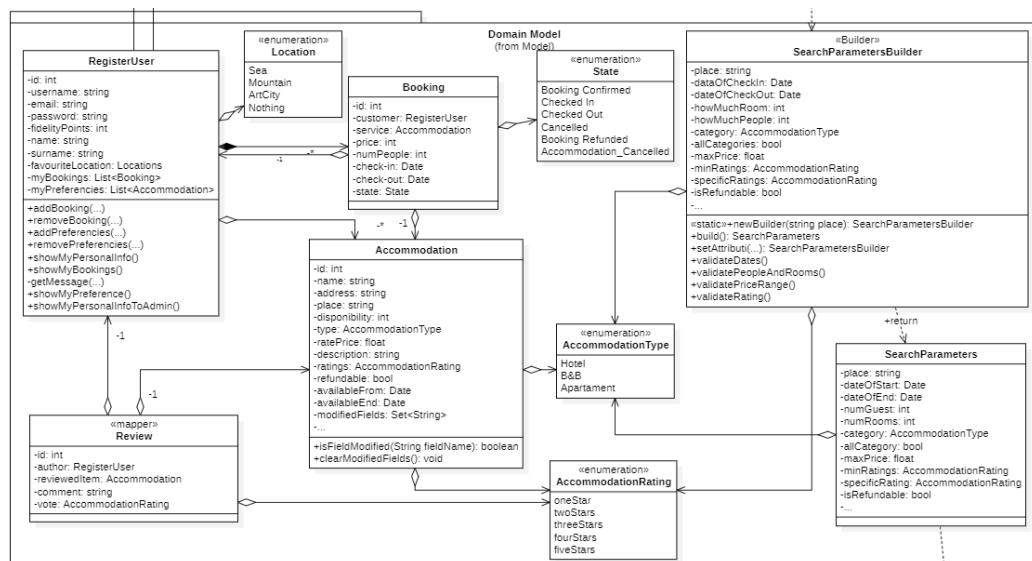 Domain Model
(from Model)
RegisterUser
-id: int
-username: string
-email: string
-password: string
-fidelityPoints: int
-name: string
-surname: string
-favouriteLocation: Locations
-myBookings: List<Booking>
-myPreferencies: List<Accommodation>
+addBooking(...)
+removeBooking(...)
+addPreferencies(...)
+removePreferencies(...)
+showMyPersonalInfo()
+showMyBookings()
-getMessage(...)
+showMyPreference()
+showMyPersonalInfoToAdmin()
«enumeration»
Location
Sea
Mountain
ArtCity
Nothing
Booking
-id: int
-customer: RegisterUser
-service: Accommodation
-price: int
-numPeople: int
-check-in: Date
-check-out: Date
-state: State
«enumeration»
State
Booking Confirmed
Checked In
Checked Out
Cancelled
Booking Refunded
Accommodation_Cancelled
«Builder»
SearchParametersBuilder
-place: string
-dataOfCheckIn: Date
-dateOfCheckOut: Date
-howMuchRoom: int
-howMuchPeople: int
-category: AccommodationType
-allCategories: bool
-maxPrice: float
-minRatings: AccommodationRating
-specificRatings: AccommodationRating
-isRefundable: bool
-...
«static»+newBuilder(string place): SearchParametersBuilder
+build(): SearchParameters
+setAttributi(...): SearchParametersBuilder
+validateDates()
+validatePeopleAndRooms()
+validatePriceRange()
+validateRating()
-*
-1
-*
-1
Accommodation
-id: int
-name: string
-address: string
-place: string
-disponibility: int
-type: AccommodationType
-ratePrice: float
-description: string
-ratings: AccommodationRating
-refundable: bool
-availableFrom: Date
-availableEnd: Date
-modifiedFields: Set<String>
-...
+isFieldModified(String fieldName): boolean
+clearModifiedFields(): void
«enumeration»
AccommodationType
Hotel
B&B
Apartament
+return
SearchParameters
-place: string
-dateOfStart: Date
-dateOfEnd: Date
-numGuest: int
-numRooms: int
-category: AccommodationType
-allCategory: bool
-maxPrice: float
-minRatings: AccommodationRating
-specificRating: AccommodationRating
-isRefundable: bool
-...
-1
-1
«mapper»
Review
-id: int
-author: RegisterUser
-reviewedItem: Accommodation
-comment: string
-vote: AccommodationRating
«enumeration»
AccommodationRating
oneStar
twoStars
threeStars
fourStars
fiveStars